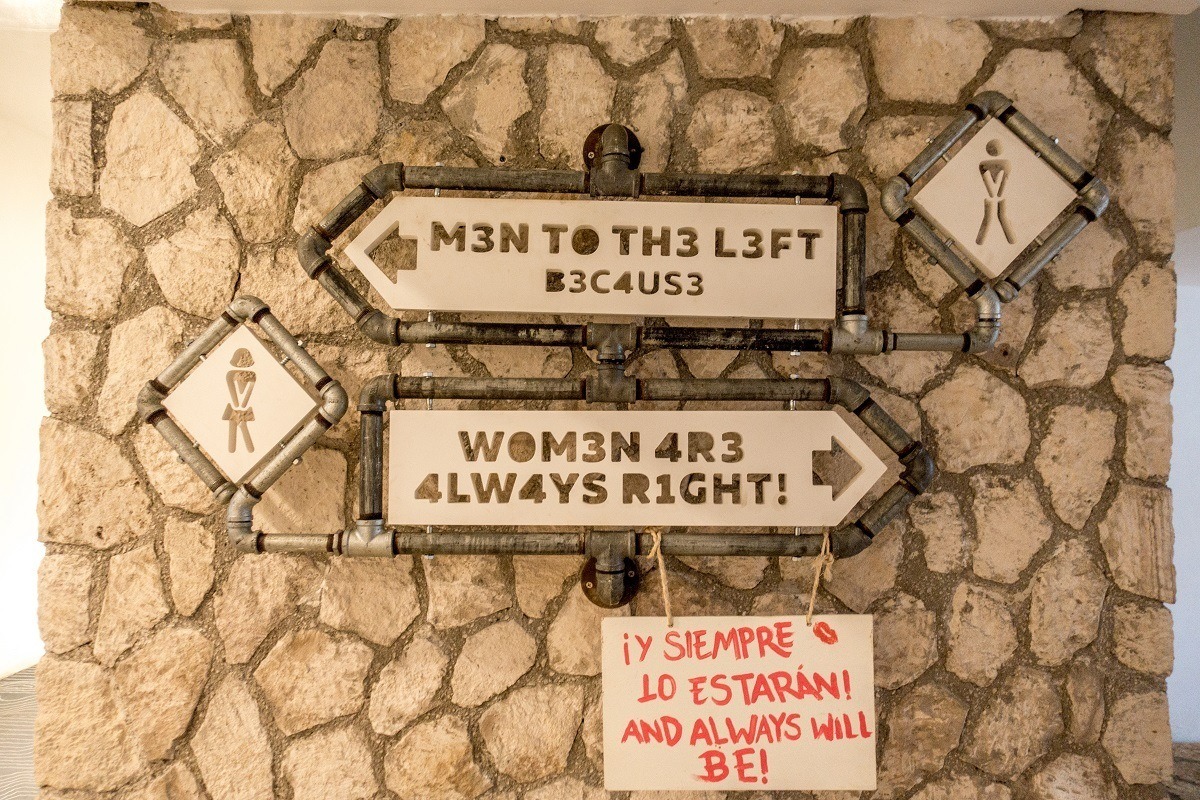 M3N TO TH3 L3FT
B3C4US3
WOM3N 4R3
4LW4YS R1GHT!
¡Y SIEMPRE
LO ESTARÁN!
AND ALWAYS WILL
BE!